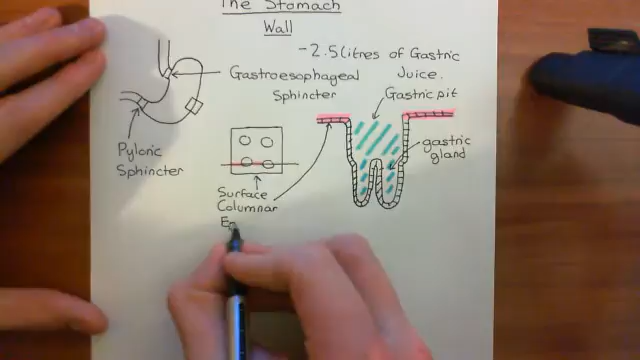 The Stomach
Wall
-2.5 Litres of Gastric
Juice.
Gastroesophageal
Sphincter
Gastric pit
Pyloric
Sphincter
gastric
gland
Surface
Columnar
Ep